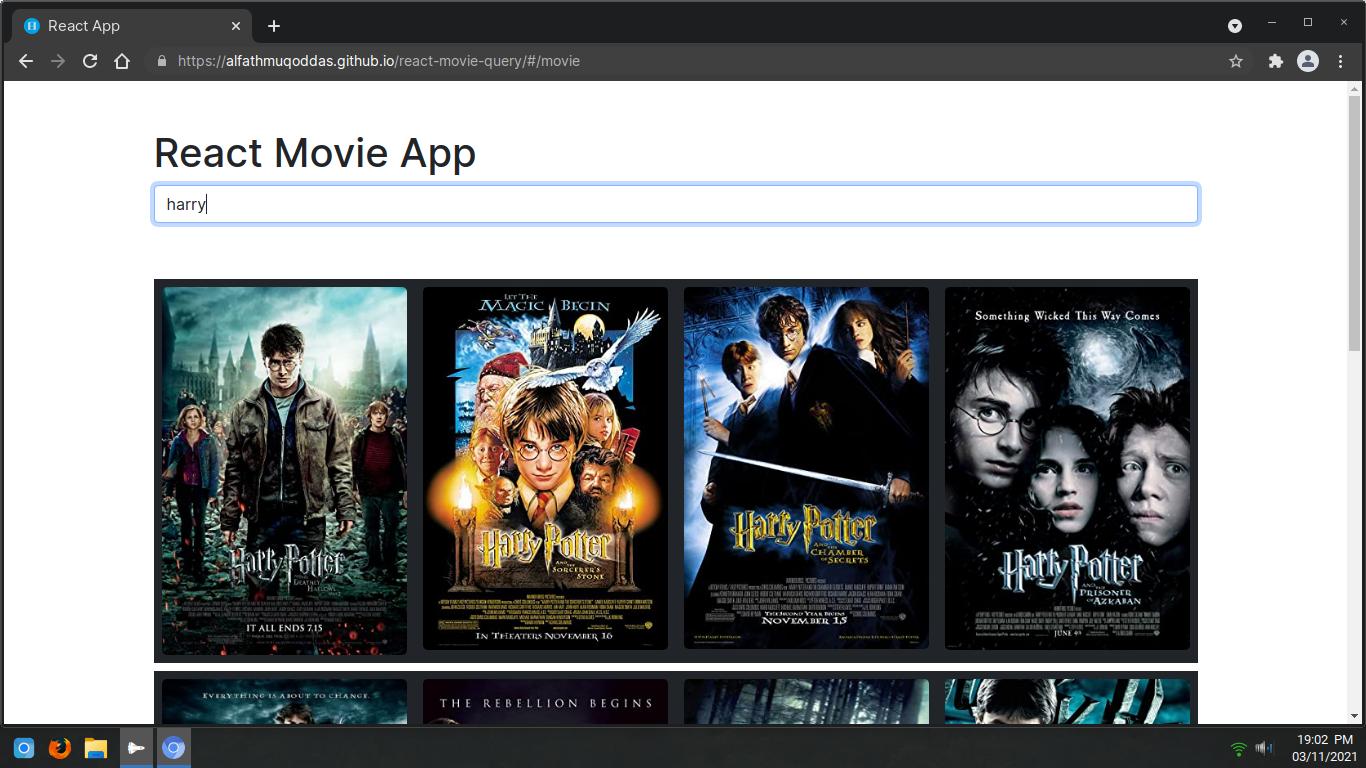 React App
https://alfathmuqoddas.github.io/react-movie-query/#/movie
React Movie App
harry
Harry Potter
AND THE
DEATHLY
HALLOWS
IT ALL ENDS 7.15
LET THE
MAGIC BEGIN
Harry Potter
AND THE
SORCERER'S
STONE
IN THEATERS NOVEMBER 16
Harry Potter
AND THE
CHAMBER
OF SECRETS
THE SECOND YEAR BEGINS
NOVEMBER 15
SOMETHING WICKED THIS WAY COMES
Harry Potter
AND THE
PRISONER
OF AZKABAN
JUNE 4
EVERYTHING IS ABOUT TO CHANGE.
THE REBELLION BEGINS
19:02 PM
03/11/2021